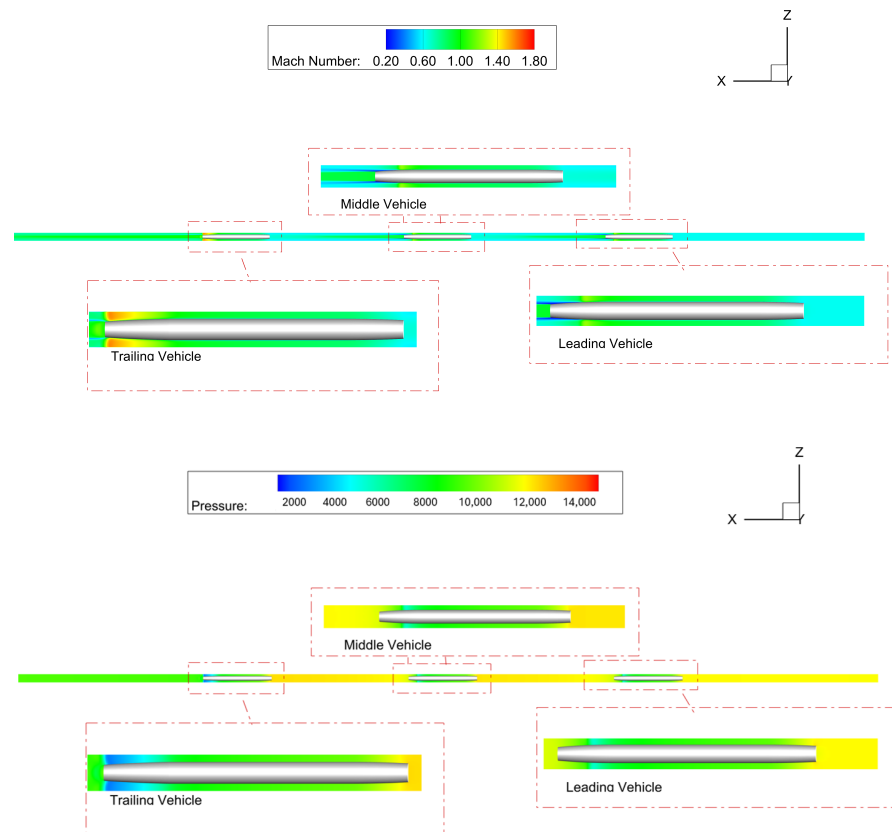 Z
X
Y
Mach Number: 0.20 0.60 1.00 1.40 1.80
Middle Vehicle
Trailing Vehicle
Leading Vehicle
Z
X
Y
Pressure: 2000 4000 6000 8000 10,000 12,000 14,000
Middle Vehicle
Trailing Vehicle
Leading Vehicle